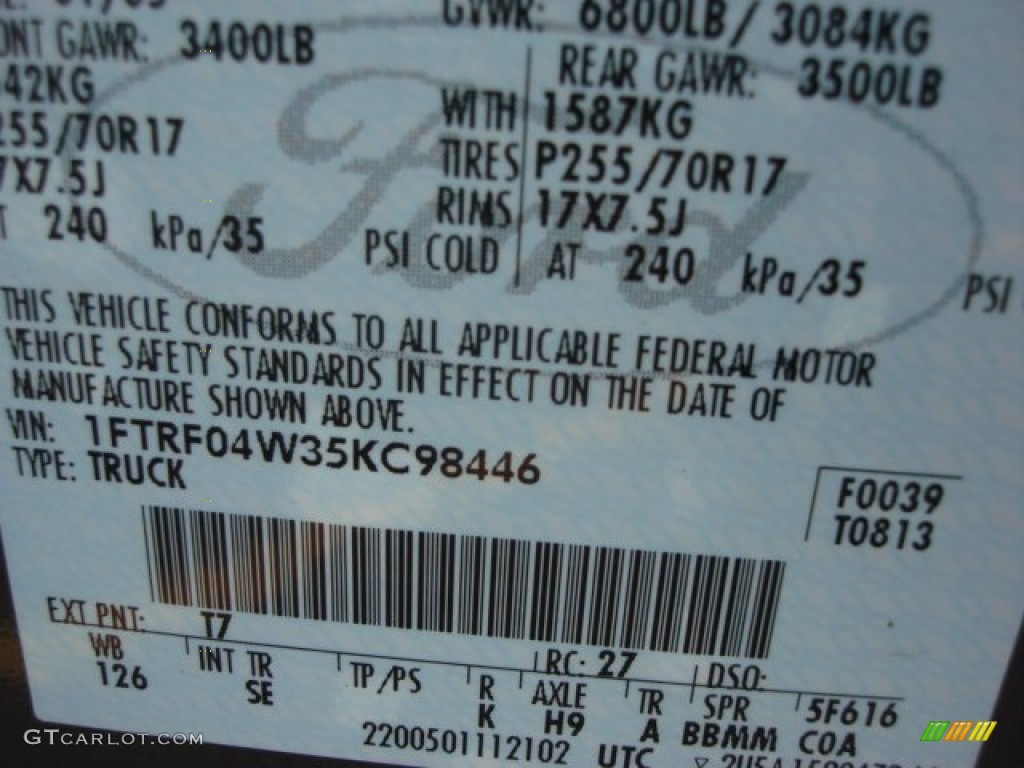 GVWR: 6800LB / 3084KG
GAWR: 3400LB
REAR GAWR: 3500LB
42KG
WITH 1587KG
255/70R17
TIRES P255/70R17
7X7.5J
RIMS 17X7.5J
240 kPa/35 PSI COLD AT 240 kPa/35 PSI
Ford
THIS VEHICLE CONFORMS TO ALL APPLICABLE FEDERAL MOTOR
VEHICLE SAFETY STANDARDS IN EFFECT ON THE DATE OF
MANUFACTURE SHOWN ABOVE.
VIN: 1FTRF04W35KC98446
TYPE: TRUCK
F0039
T0813
EXT PNT: T7
RC: 27 DSO:
WB INT TR TP/PS R AXLE TR SPR 5F616
126 SE K H9 A BBMM C0A
2200501112102 UTC
GTCARLOT.COM